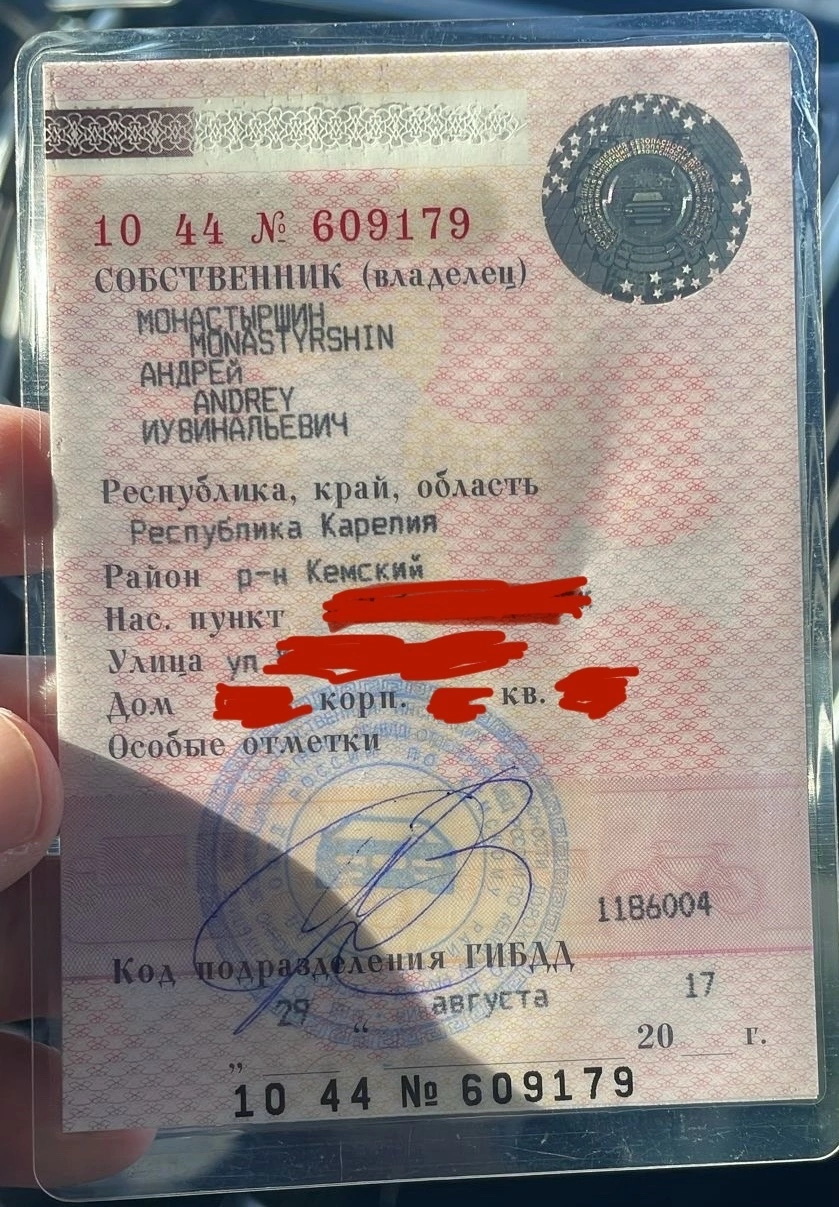 10 44 № 609179
СОБСТВЕННИК (владелец)
МОНАСТЫРШИН
MONASTYRSHIN
АНДРЕЙ
ANDREY
ИУВИНАЛЬЕВИЧ
Республика, край, область
Республика Карелия
Район р-н Кемский
Нас. пункт
Улица ул
Дом корп. кв.
Особые отметки
1186004
Код подразделения ГИБДД
29 “ августа 17
„ 20 г.
10 44 № 609179